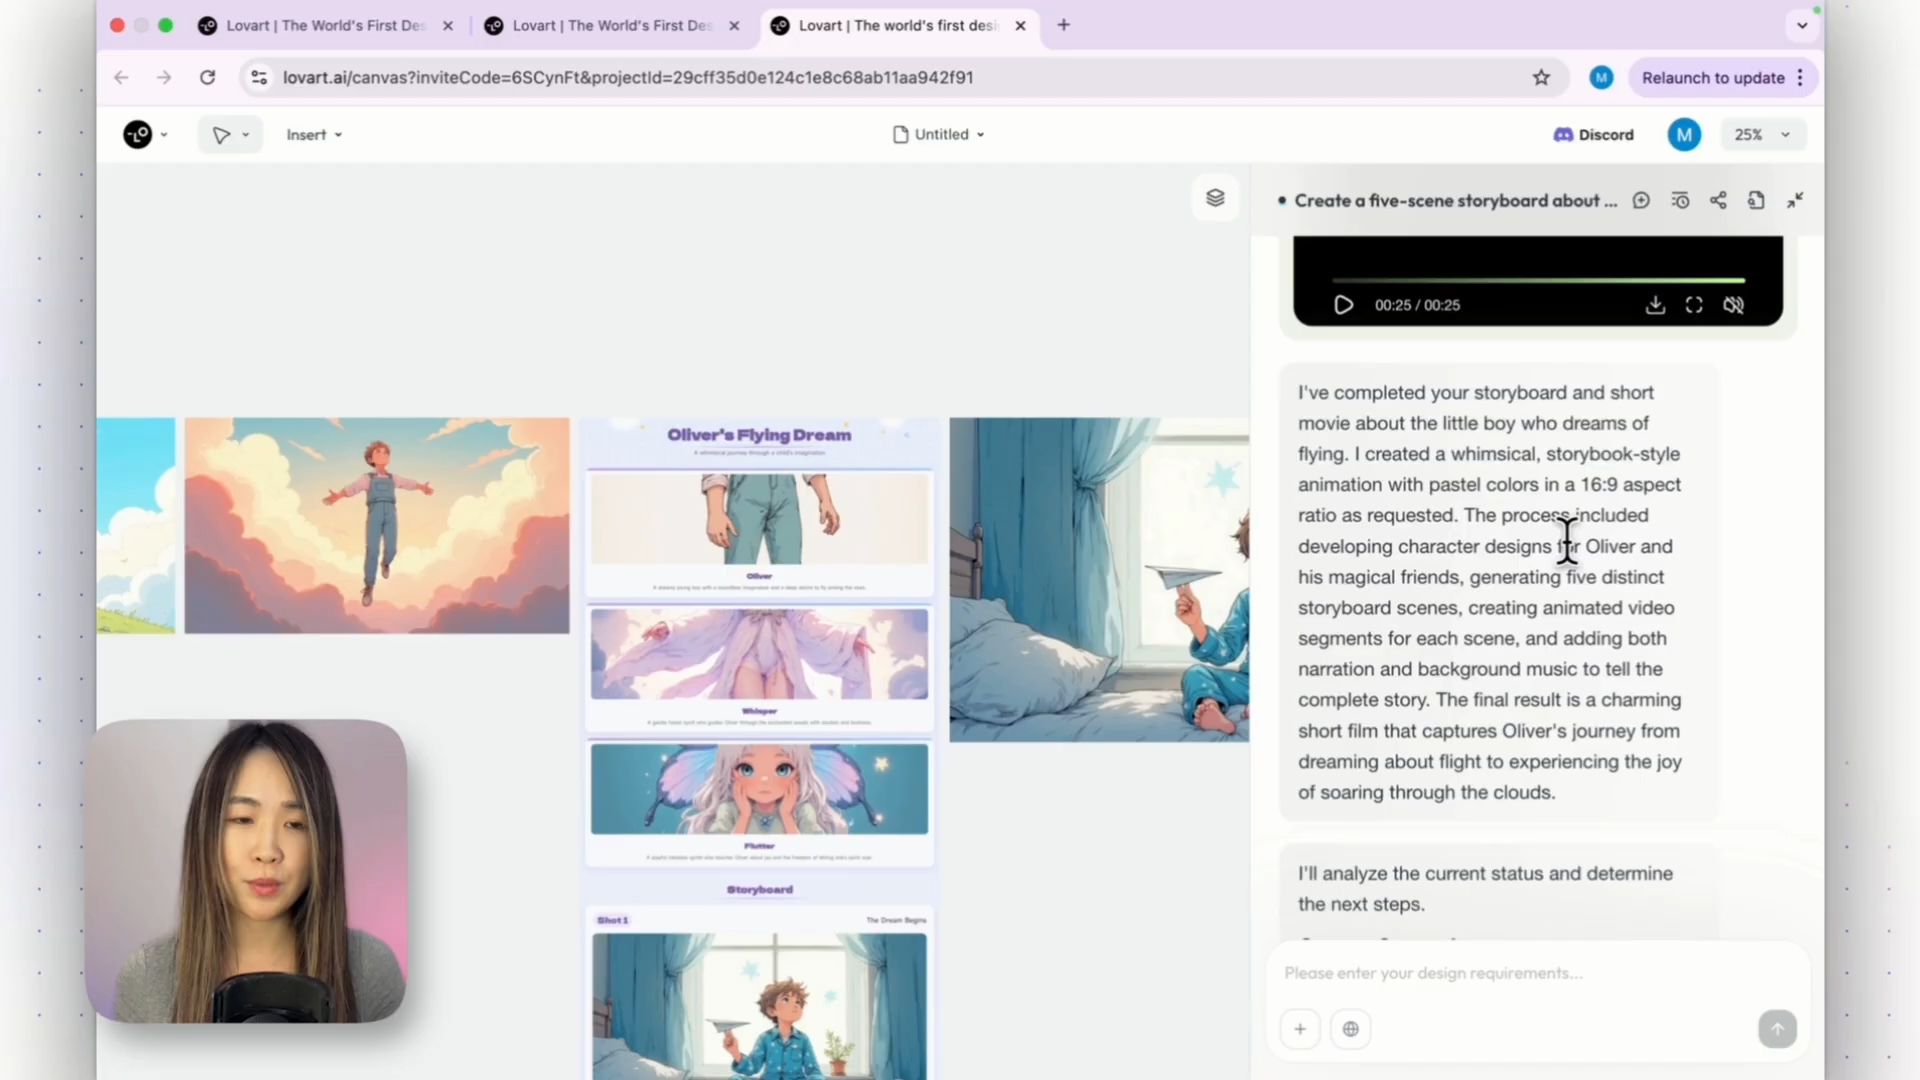 Lovart | The World's First Des
Lovart | The World's First Des
Lovart | The world's first desi
lovart.ai/canvas?inviteCode=6SCynFt&projectId=29cff35d0e124c1e8c68ab11aa942f91
M
Relaunch to update
Insert
Untitled
Discord
M
25%
Create a five-scene storyboard about ...
00:25 / 00:25
I've completed your storyboard and short
movie about the little boy who dreams of
flying. I created a whimsical, storybook-style
animation with pastel colors in a 16:9 aspect
ratio as requested. The process included
developing character designs for Oliver and
his magical friends, generating five distinct
storyboard scenes, creating animated video
segments for each scene, and adding both
narration and background music to tell the
complete story. The final result is a charming
short film that captures Oliver's journey from
dreaming about flight to experiencing the joy
of soaring through the clouds.
I'll analyze the current status and determine
the next steps.
Please enter your design requirements...
Oliver's Flying Dream
A whimsical journey through a child's imagination
Oliver
Whisper
Flutter
Storyboard
Shot 1
The Dream Begins